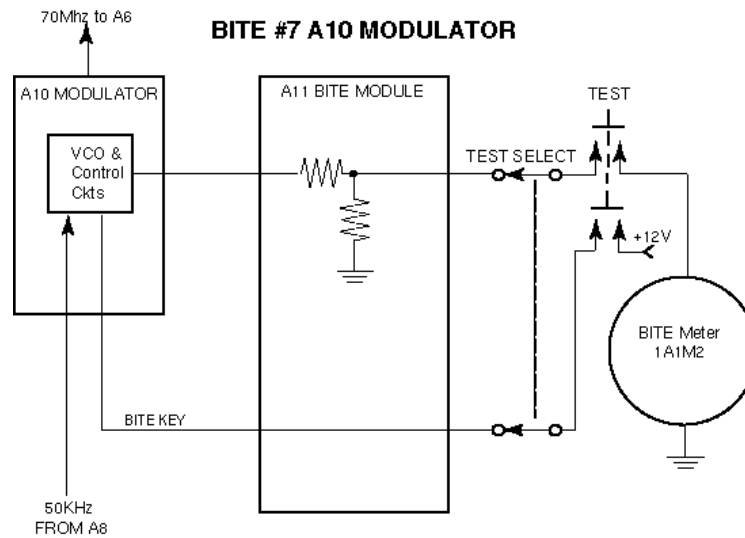 70Mhz to A6
BITE #7 A10 MODULATOR
A10 MODULATOR
A11 BITE MODULE
TEST
VCO &
Control
Ckts
TEST SELECT
+12V
BITE Meter
1A1M2
BITE KEY
50KHz
FROM A8